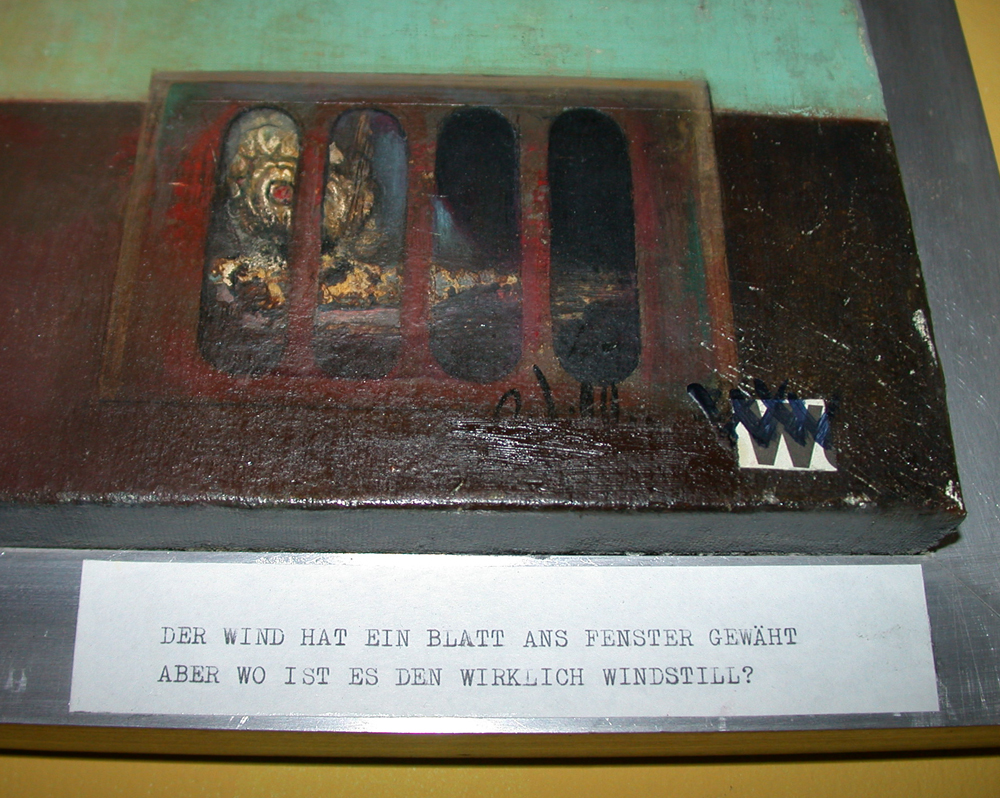 W
DER WIND HAT EIN BLATT ANS FENSTER GEWÄHT
ABER WO IST ES DEN WIRKLICH WINDSTILL?